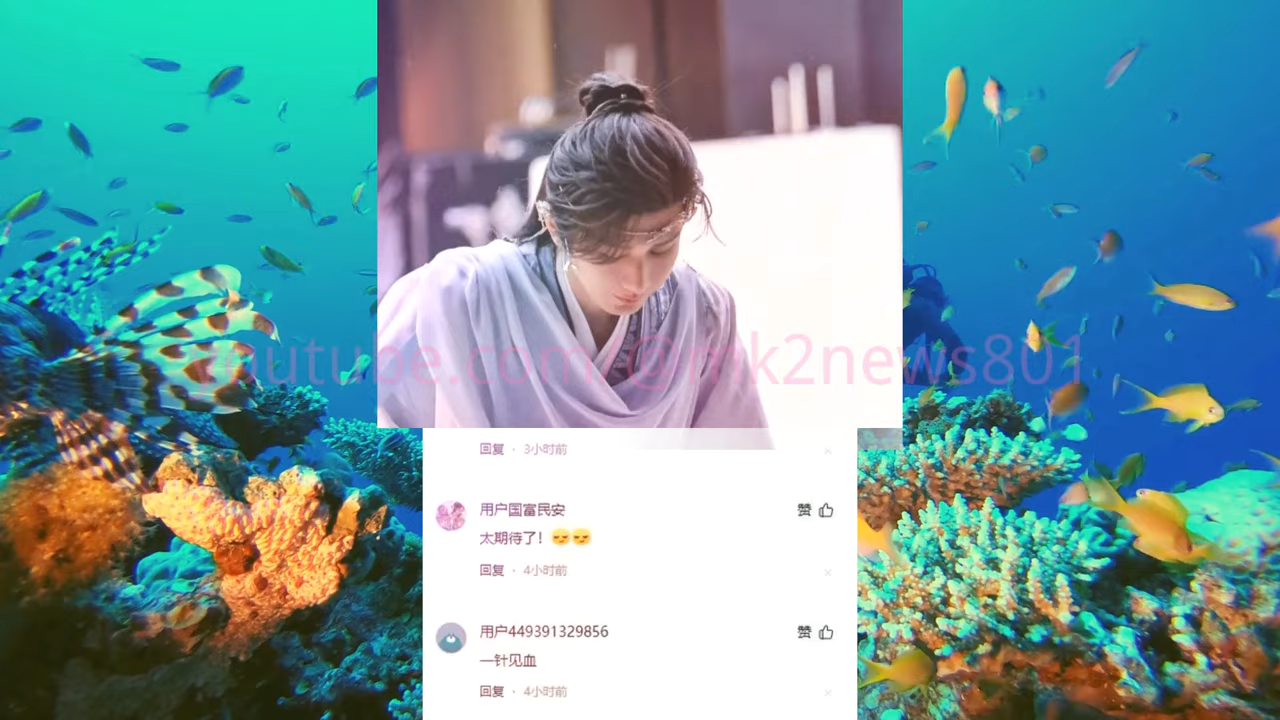 youtube.com/@mk2news801
回复 · 3小时前
用户国富民安
赞
太期待了！😏😏
回复 · 4小时前
用户449391329856
赞
一针见血
回复 · 4小时前